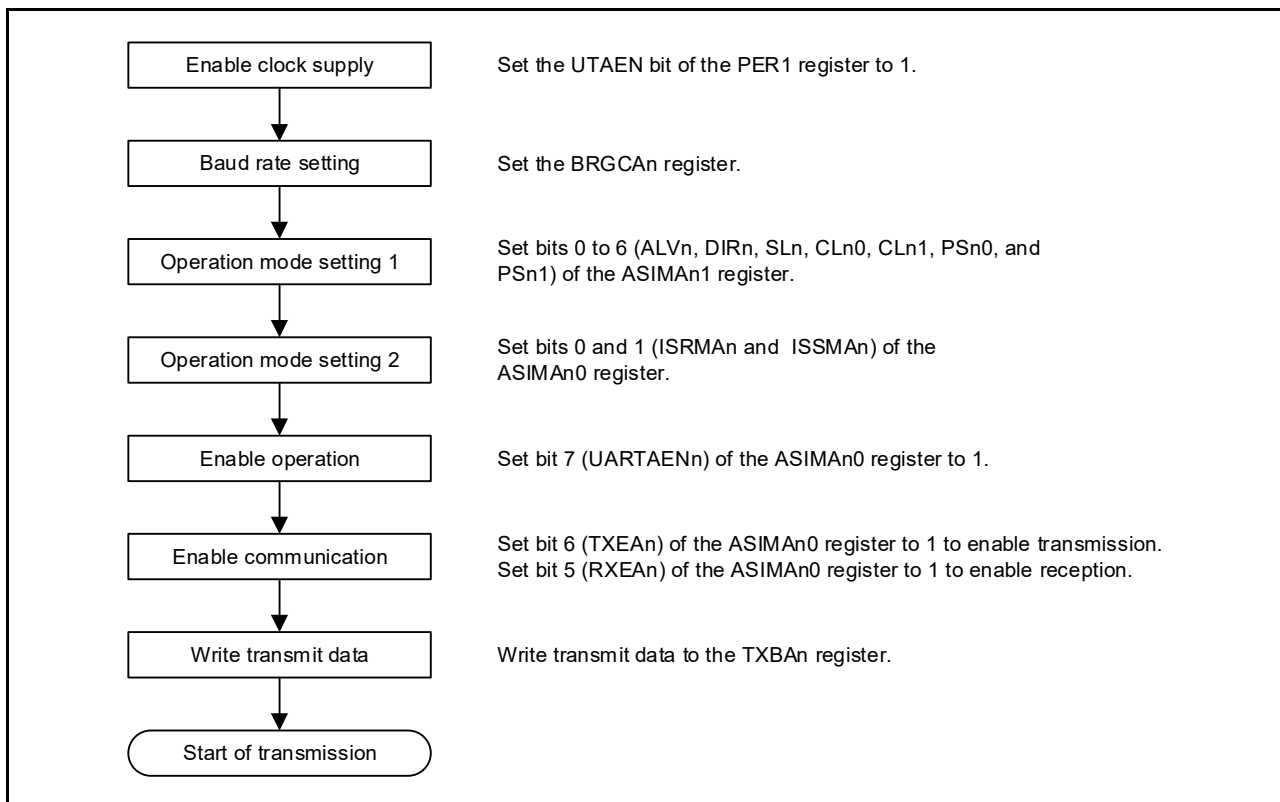 Enable clock supply
Set the UTAEN bit of the PER1 register to 1.
Baud rate setting
Set the BRGCAn register.
Operation mode setting 1
Set bits 0 to 6 (ALVn, DIRn, SLn, CLn0, CLn1, PSn0, and
PSn1) of the ASIMAn1 register.
Operation mode setting 2
Set bits 0 and 1 (ISRMAn and ISSMAn) of the
ASIMAn0 register.
Enable operation
Set bit 7 (UARTAENn) of the ASIMAn0 register to 1.
Enable communication
Set bit 6 (TXEAn) of the ASIMAn0 register to 1 to enable transmission.
Set bit 5 (RXEAn) of the ASIMAn0 register to 1 to enable reception.
Write transmit data
Write transmit data to the TXBAn register.
Start of transmission